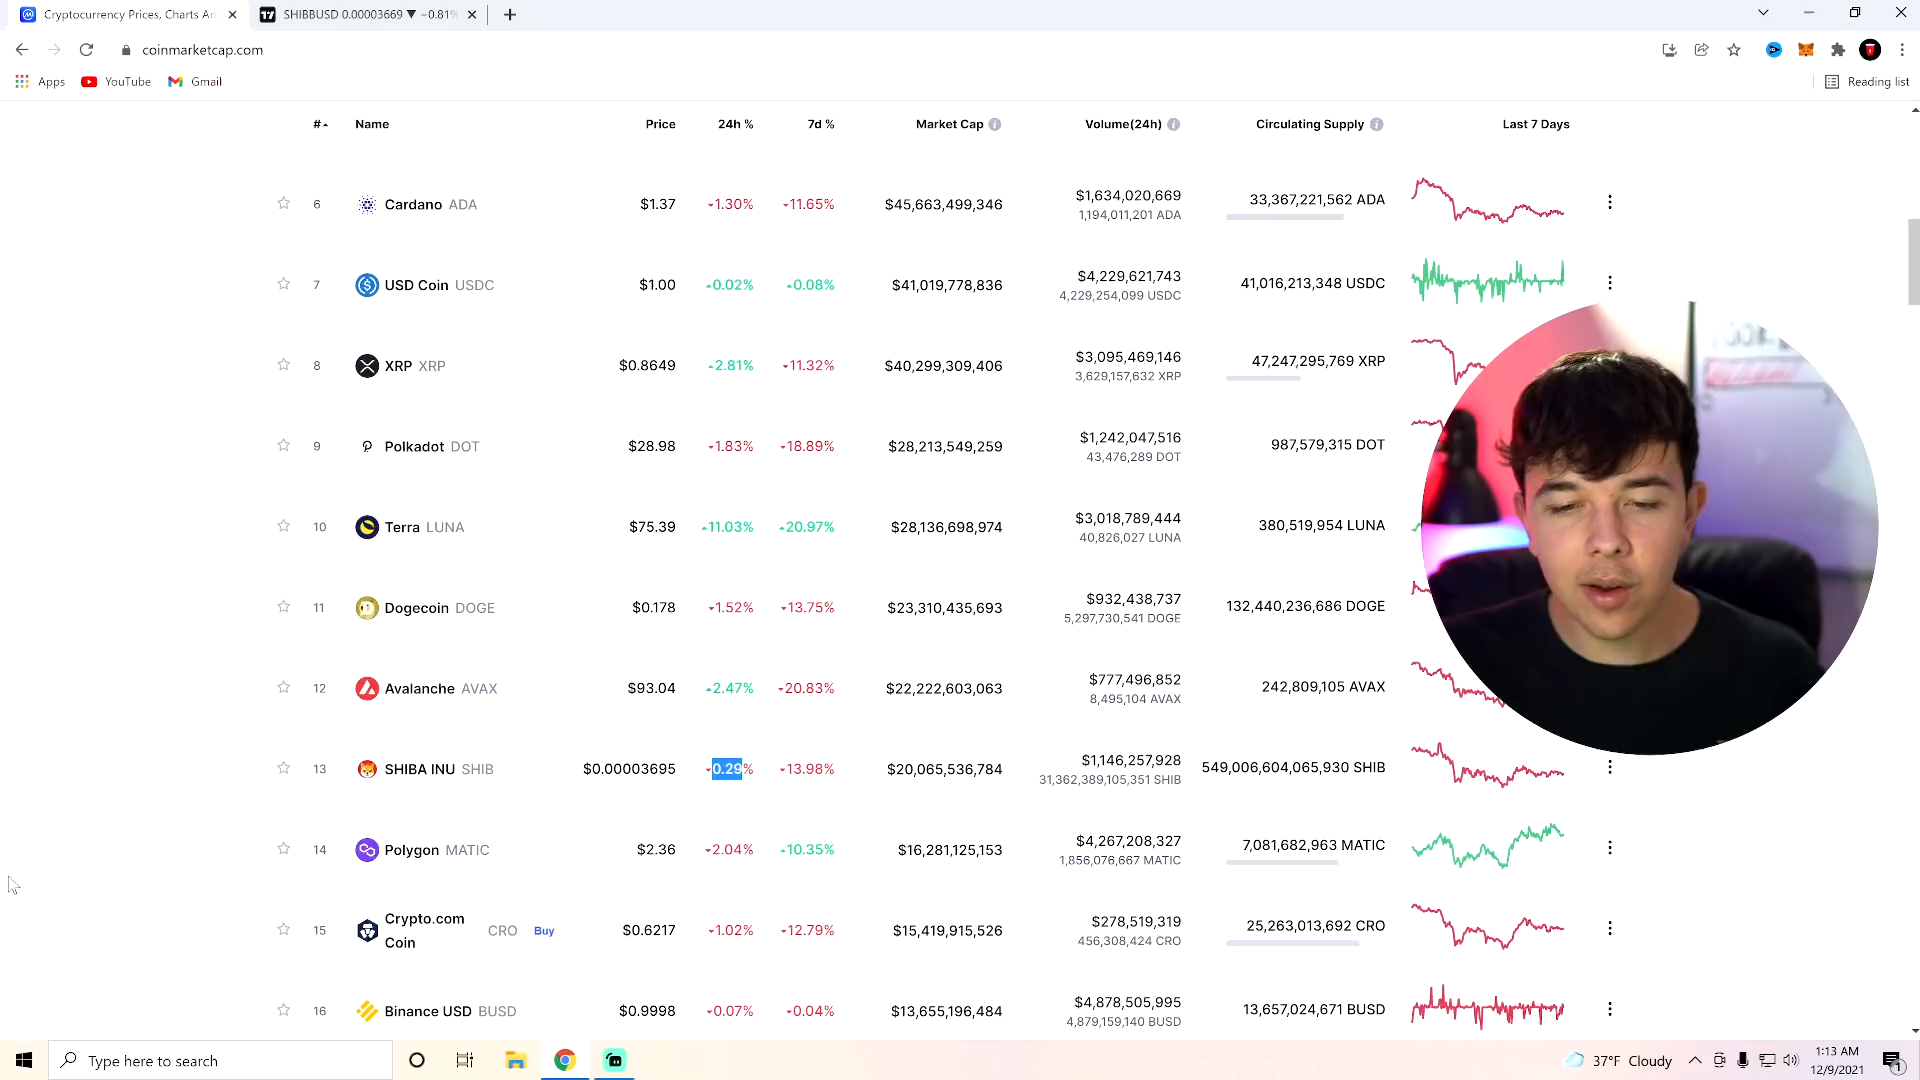 Cryptocurrency Prices, Charts An
SHIBBUSD 0.00003669 ▼ −0.81%
coinmarketcap.com
Apps YouTube Gmail Reading list
# Name Price 24h % 7d % Market Cap Volume(24h) Circulating Supply Last 7 Days
6 Cardano ADA $1.37 1.30% 11.65% $45,663,499,346 $1,634,020,669 33,367,221,562 ADA
1,194,011,201 ADA
7 USD Coin USDC $1.00 0.02% 0.08% $41,019,778,836 $4,229,621,743 41,016,213,348 USDC
4,229,254,099 USDC
8 XRP XRP $0.8649 2.81% 11.32% $40,299,309,406 $3,095,469,146 47,247,295,769 XRP
3,629,157,632 XRP
9 Polkadot DOT $28.98 1.83% 18.89% $28,213,549,259 $1,242,047,516 987,579,315 DOT
43,476,289 DOT
10 Terra LUNA $75.39 11.03% 20.97% $28,136,698,974 $3,018,789,444 380,519,954 LUNA
40,826,027 LUNA
11 Dogecoin DOGE $0.178 1.52% 13.75% $23,310,435,693 $932,438,737 132,440,236,686 DOGE
5,297,730,541 DOGE
12 Avalanche AVAX $93.04 2.47% 20.83% $22,222,603,063 $777,496,852 242,809,105 AVAX
8,495,104 AVAX
13 SHIBA INU SHIB $0.00003695 0.29% 13.98% $20,065,536,784 $1,146,257,928 549,006,604,065,930 SHIB
31,362,389,105,351 SHIB
14 Polygon MATIC $2.36 2.04% 10.35% $16,281,125,153 $4,267,208,327 7,081,682,963 MATIC
1,856,076,667 MATIC
15 Crypto.com Coin CRO Buy $0.6217 1.02% 12.79% $15,419,915,526 $278,519,319 25,263,013,692 CRO
456,308,424 CRO
16 Binance USD BUSD $0.9998 0.07% 0.04% $13,655,196,484 $4,878,505,995 13,657,024,671 BUSD
4,879,159,140 BUSD
Type here to search
37°F Cloudy
1:13 AM
12/9/2021
1